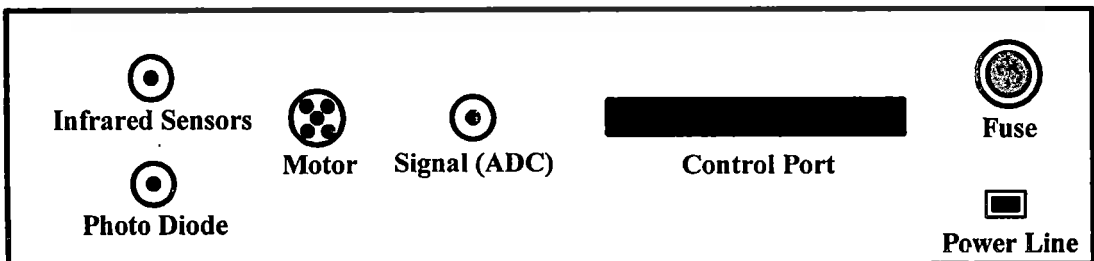 Infrared Sensors
Photo Diode
Motor
Signal (ADC)
Control Port
Fuse
Power Line